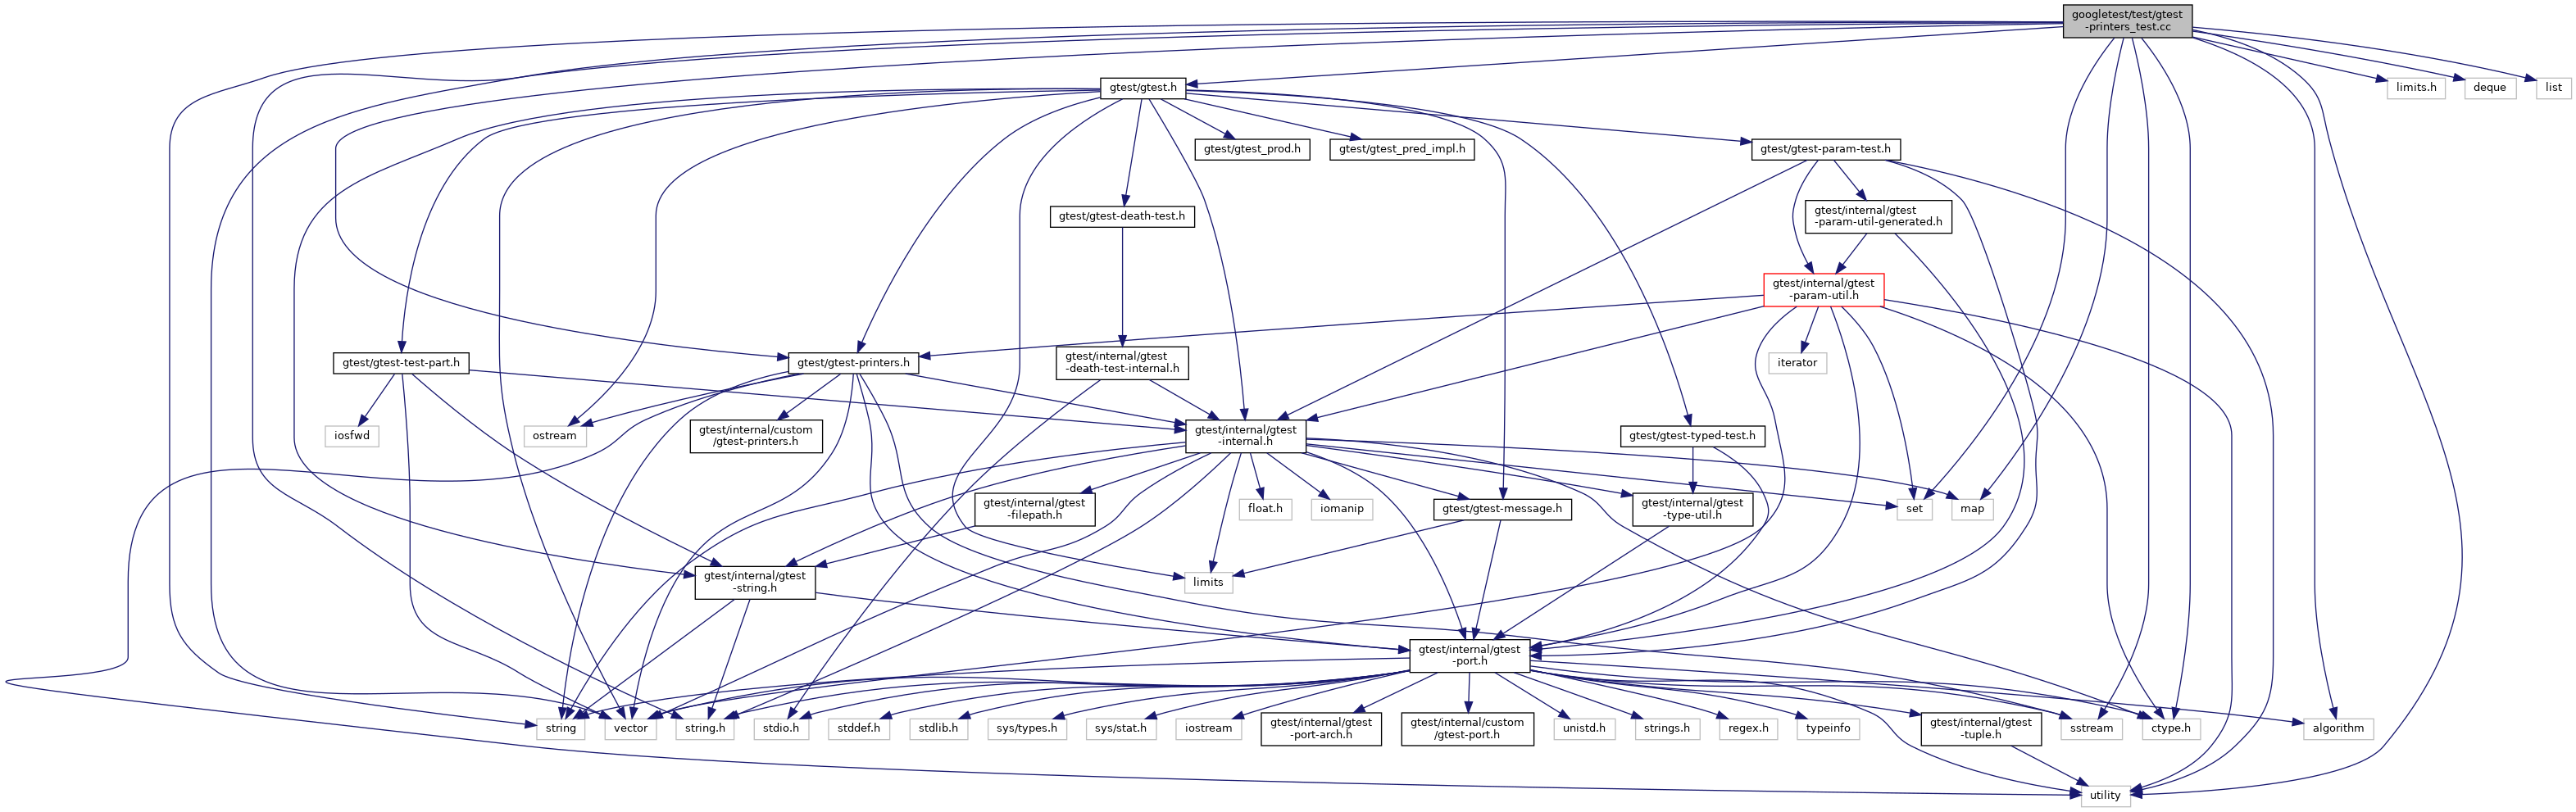 googletest/test/gtest
-printers_test.cc
gtest/gtest.h
limits.h
deque
list
gtest/gtest_prod.h
gtest/gtest_pred_impl.h
gtest/gtest-param-test.h
gtest/gtest-death-test.h
gtest/internal/gtest
-param-util-generated.h
gtest/internal/gtest
-param-util.h
gtest/gtest-test-part.h
gtest/gtest-printers.h
gtest/internal/gtest
-death-test-internal.h
iterator
iosfwd
ostream
gtest/internal/custom
/gtest-printers.h
gtest/internal/gtest
-internal.h
gtest/gtest-typed-test.h
gtest/internal/gtest
-filepath.h
float.h
iomanip
gtest/gtest-message.h
gtest/internal/gtest
-type-util.h
set
map
gtest/internal/gtest
-string.h
limits
gtest/internal/gtest
-port.h
string
vector
string.h
stdio.h
stddef.h
stdlib.h
sys/types.h
sys/stat.h
iostream
gtest/internal/gtest
-port-arch.h
gtest/internal/custom
/gtest-port.h
unistd.h
strings.h
regex.h
typeinfo
gtest/internal/gtest
-tuple.h
sstream
ctype.h
algorithm
utility